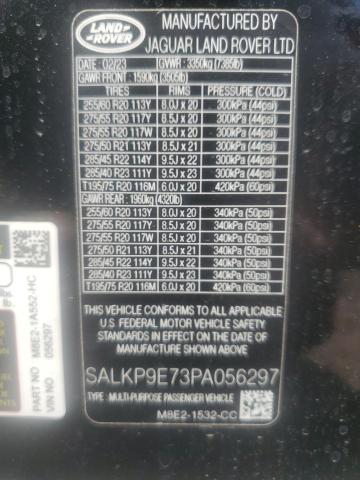 LAND ROVER
MANUFACTURED BY
JAGUAR LAND ROVER LTD
DATE : 02/23 GVWR : 3350kg (7385lb)
GAWR FRONT : 1590kg (3505lb)
TIRES RIMS PRESSURE (COLD)
255/60 R20 113Y 8.0J x 20 300kPa (44psi)
275/55 R20 117Y 8.0J x 20 300kPa (44psi)
275/55 R20 117W 8.0J x 20 300kPa (44psi)
275/50 R21 113Y 8.5J x 21 300kPa (44psi)
285/45 R22 114Y 9.5J x 22 300kPa (44psi)
285/40 R23 111Y 9.5J x 23 300kPa (44psi)
T195/75 R20 116M 6.0J x 20 420kPa (60psi)
GAWR REAR : 1960kg (4320lb)
255/60 R20 113Y 8.0J x 20 340kPa (50psi)
275/55 R20 117Y 8.0J x 20 340kPa (50psi)
275/55 R20 117W 8.0J x 20 340kPa (50psi)
275/50 R21 113Y 8.5J x 21 340kPa (50psi)
285/45 R22 114Y 9.5J x 22 340kPa (50psi)
285/40 R23 111Y 9.5J x 23 340kPa (50psi)
T195/75 R20 116M 6.0J x 20 420kPa (60psi)
THIS VEHICLE CONFORMS TO ALL APPLICABLE
U.S. FEDERAL MOTOR VEHICLE SAFETY
STANDARDS IN EFFECT ON THE DATE OF
MANUFACTURE SHOWN ABOVE
SALKP9E73PA056297
TYPE : MULTI-PURPOSE PASSENGER VEHICLE
M8E2-1532-CC
lbs.
PART NO M8E2-1A552-HC
VIN NO 056297